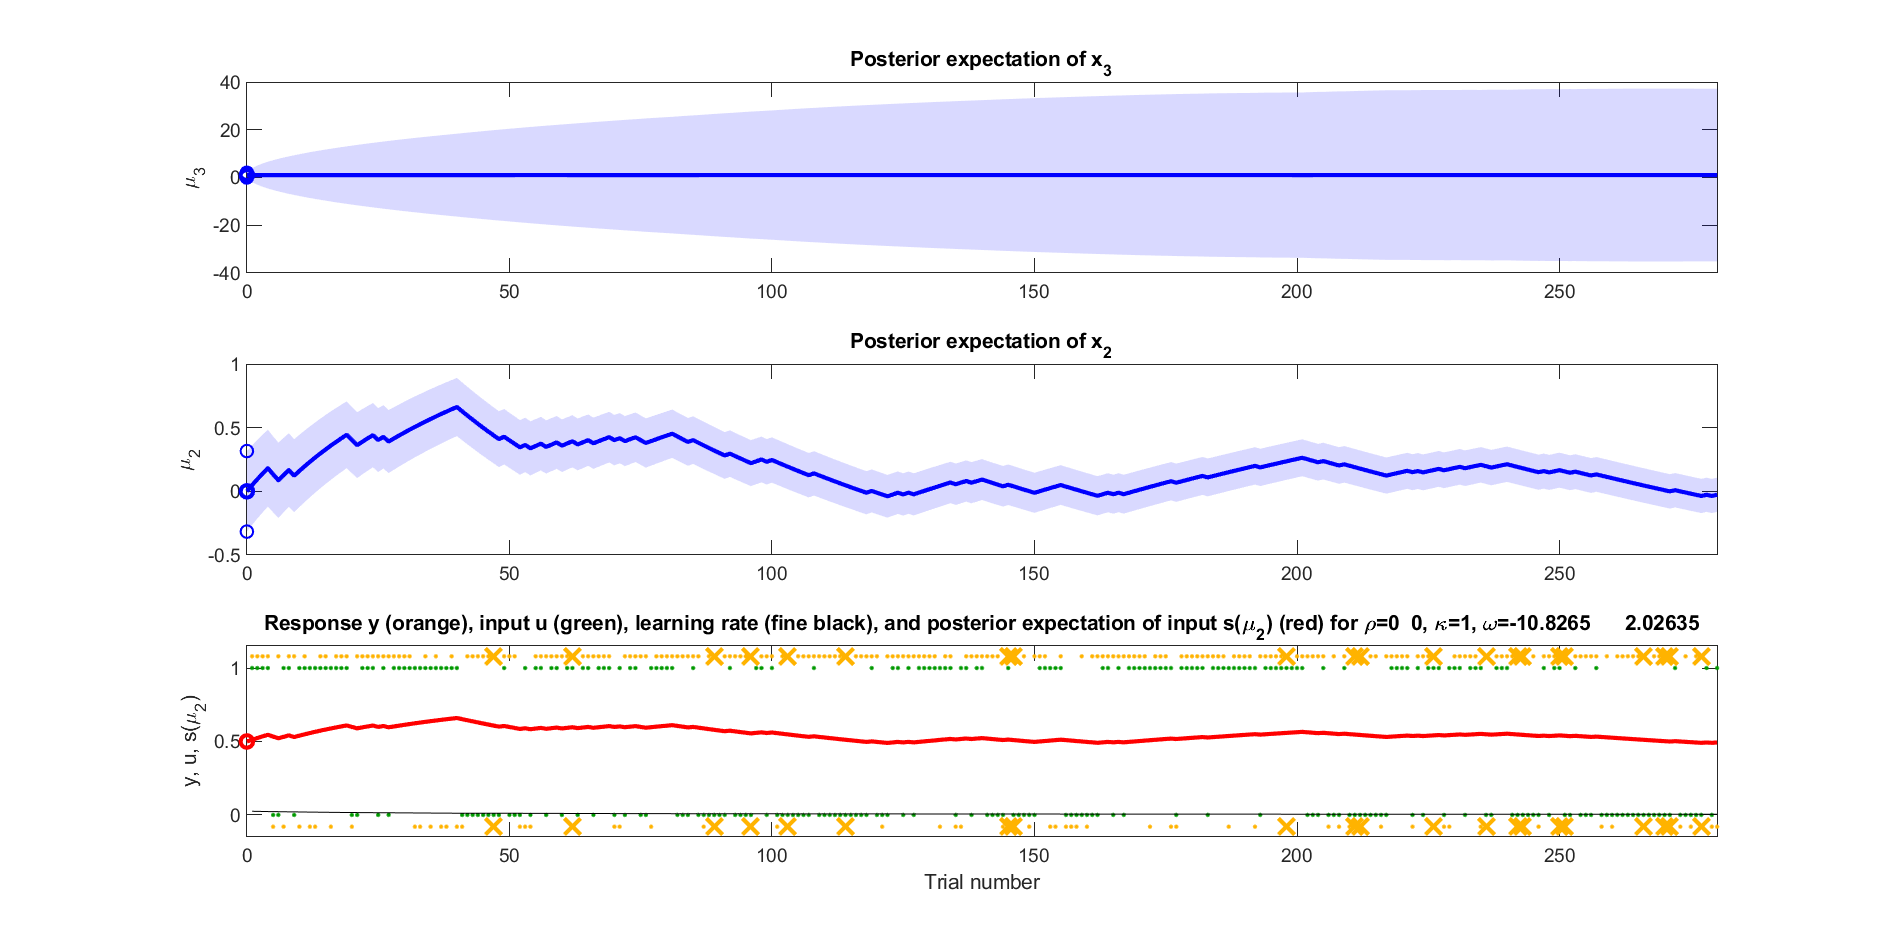 Posterior expectation of x₃
40
20
0
-20
-40
μ₃
0 50 100 150 200 250
Posterior expectation of x₂
1
0.5
0
-0.5
μ₂
0 50 100 150 200 250
Response y (orange), input u (green), learning rate (fine black), and posterior expectation of input s(μ₂) (red) for ρ=0 0, κ=1, ω=-10.8265 2.02635
1
0.5
0
y, u, s(μ₂)
0 50 100 150 200 250
Trial number